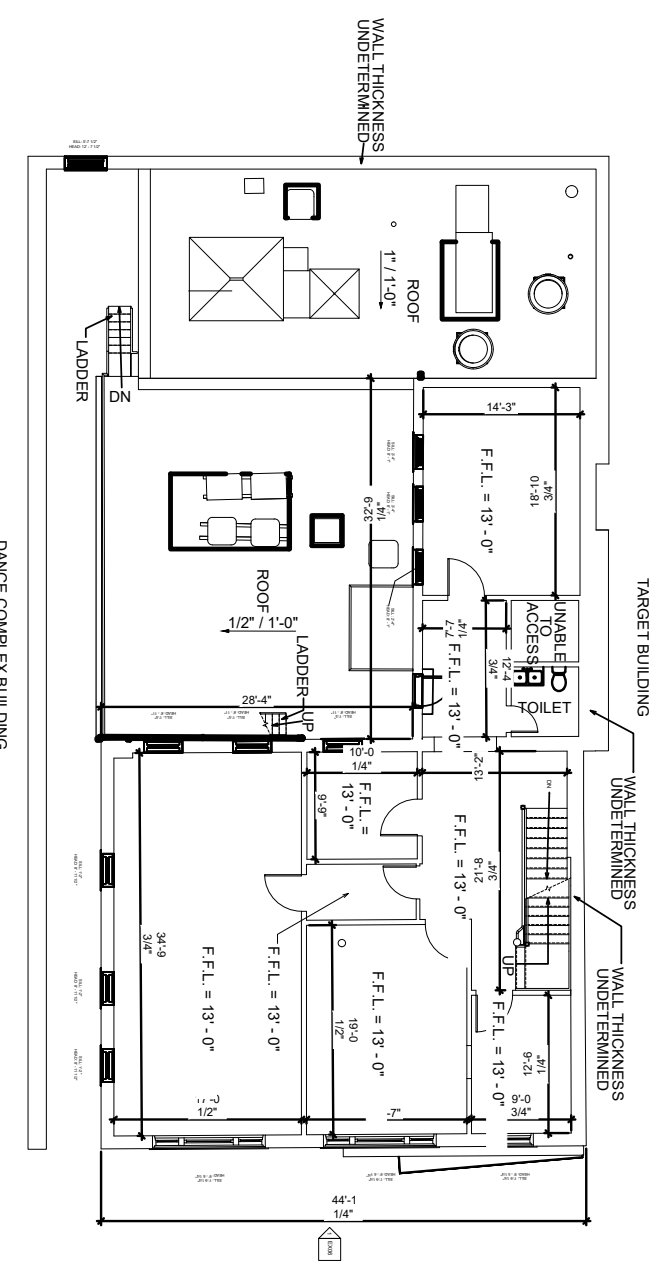 WALL THICKNESS
UNDETERMINED
ROOF
1" / 1'-0"
DN
LADDER
14'-3"
F.F.L. = 13' - 0"
18'-10
3/4"
32'-9
1/4"
ROOF
1/2" / 1'-0"
LADDER
UP
28'-4"
TARGET BUILDING
UNABLE
TO
ACCESS
TOILET
7'-7
1/4"
12'-4
3/4"
F.F.L. = 13' - 0"
WALL THICKNESS
UNDETERMINED
WALL THICKNESS
UNDETERMINED
10'-0
1/4"
13'-2"
9'-9"
F.F.L. =
13' - 0"
F.F.L. = 13' - 0"
21'-8
3/4"
DN
UP
34'-9
3/4"
F.F.L. = 13' - 0"
F.F.L. = 13' - 0"
F.F.L. = 13' - 0"
19'-0
1/2"
F.F.L. = 13' - 0"
12'-6
1/4"
1/2"
-7"
3/4"
44'-1
1/4"
1
EX06
DANCE COMPLEX BUILDING